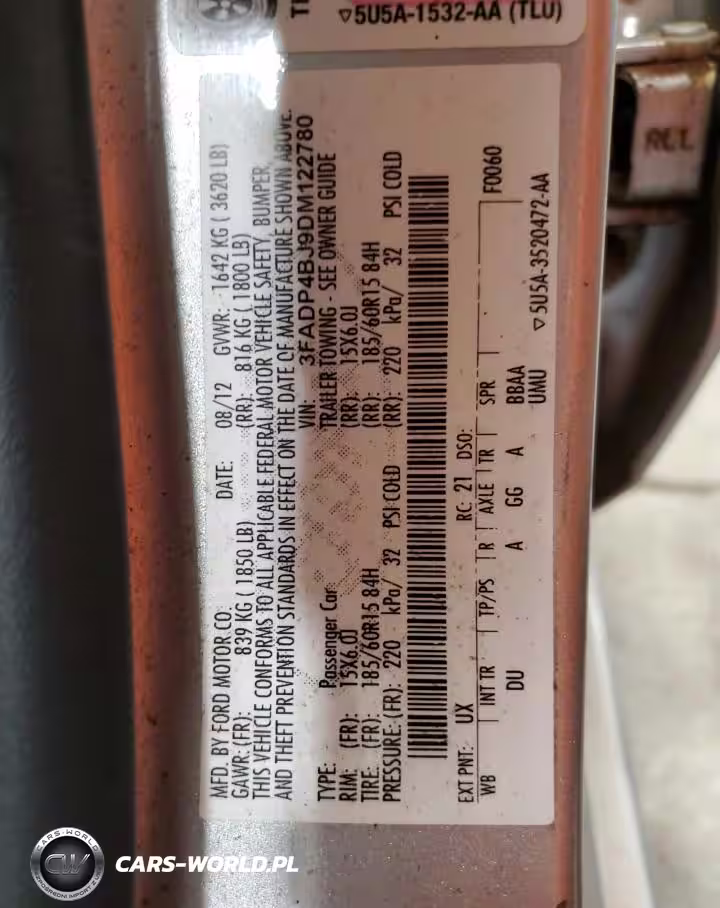 ▽5U5A-1532-AA (TLU)
MFD. BY FORD MOTOR CO. DATE: 08/12 GVWR: 1642 KG ( 3620 LB)
GAWR: (FR): 839 KG ( 1850 LB) (RR): 816 KG ( 1800 LB)
THIS VEHICLE CONFORMS TO ALL APPLICABLE FEDERAL MOTOR VEHICLE SAFETY, BUMPER,
AND THEFT PREVENTION STANDARDS IN EFFECT ON THE DATE OF MANUFACTURE SHOWN ABOVE.
VIN: 3FADP4BJ9DM122780
TYPE: Passenger Car TRAILER TOWING - SEE OWNER GUIDE
RIM: (FR): 15X6.0J (RR): 15X6.0J
TIRE: (FR): 185/60R15 84H (RR): 185/60R15 84H
PRESSURE: (FR): 220 kPa/ 32 PSI COLD (RR): 220 kPa/ 32 PSI COLD
EXT PNT: UX RC: 21 DSO: F0060
WB INT TR TP/PS R AXLE TR SPR
DU A GG A BBAA
UMU ▽5U5A-3520472-AA
CARS-WORLD
CW
CARS-WORLD.PL